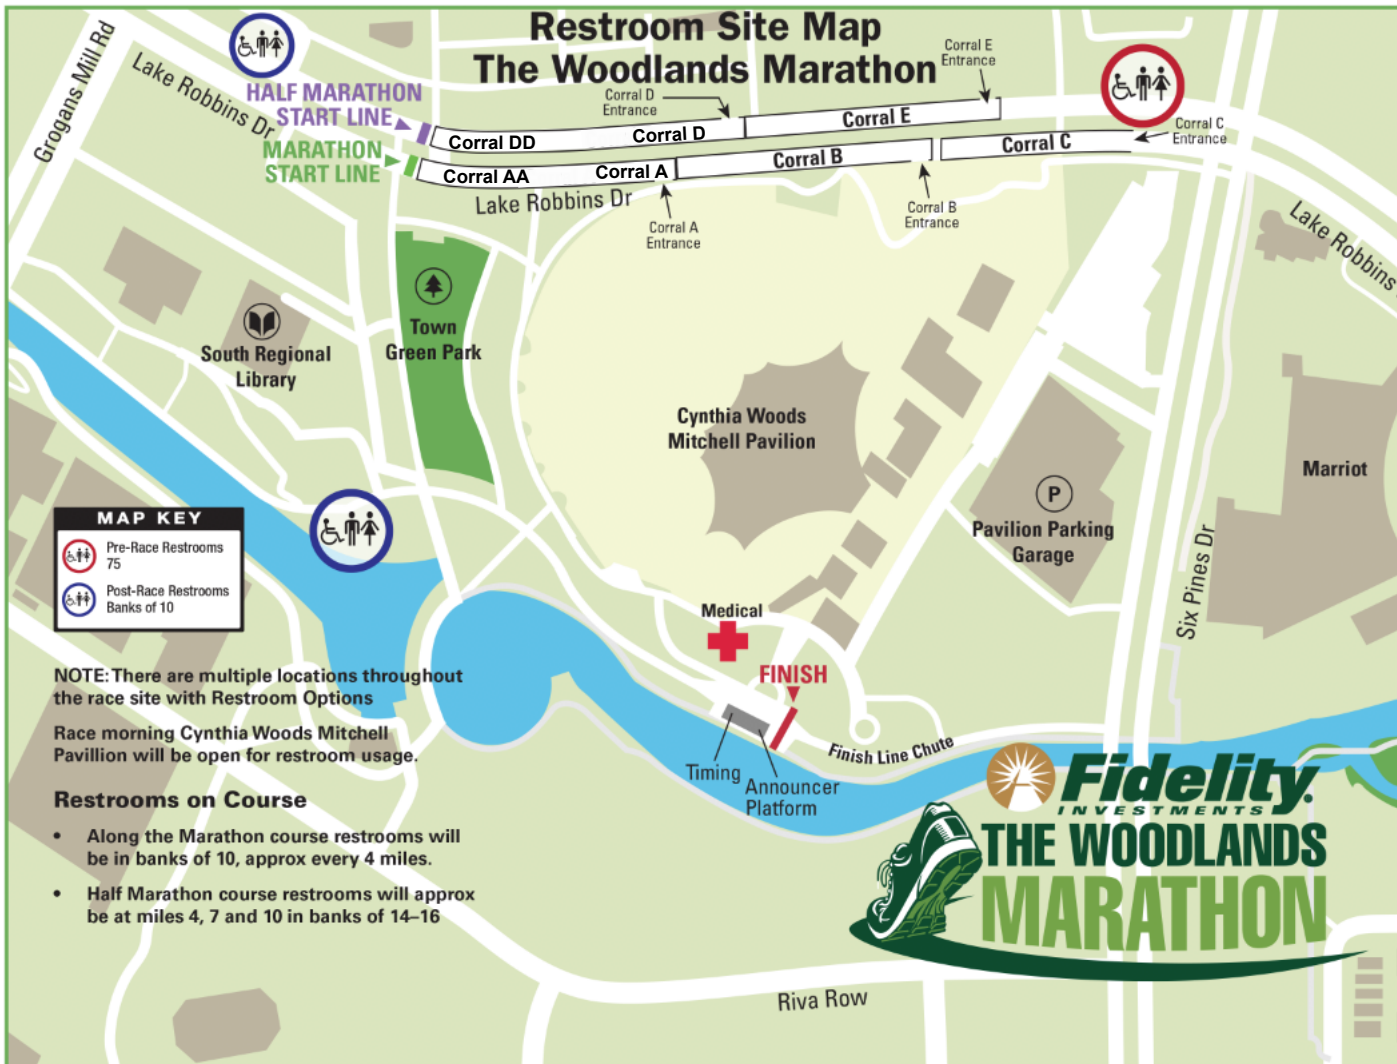 Restroom Site Map
The Woodlands Marathon
Grogans Mill Rd
Lake Robbins Dr
HALF MARATHON
START LINE
MARATHON
START LINE
Corral D
Entrance
Corral E
Entrance
Corral DD
Corral D
Corral E
Corral AA
Corral A
Corral B
Corral C
Corral C
Entrance
Lake Robbins Dr
Corral A
Entrance
Corral B
Entrance
Lake Robbins
South Regional
Library
Town
Green Park
Cynthia Woods
Mitchell Pavilion
P
Pavilion Parking
Garage
Marriot
Six Pines Dr
MAP KEY
Pre-Race Restrooms
75
Post-Race Restrooms
Banks of 10
Medical
FINISH
Timing
Announcer
Platform
Finish Line Chute
NOTE: There are multiple locations throughout
the race site with Restroom Options
Race morning Cynthia Woods Mitchell
Pavillion will be open for restroom usage.
Restrooms on Course
• Along the Marathon course restrooms will
be in banks of 10, approx every 4 miles.
• Half Marathon course restrooms will approx
be at miles 4, 7 and 10 in banks of 14–16
Fidelity
INVESTMENTS
THE WOODLANDS
MARATHON
Riva Row